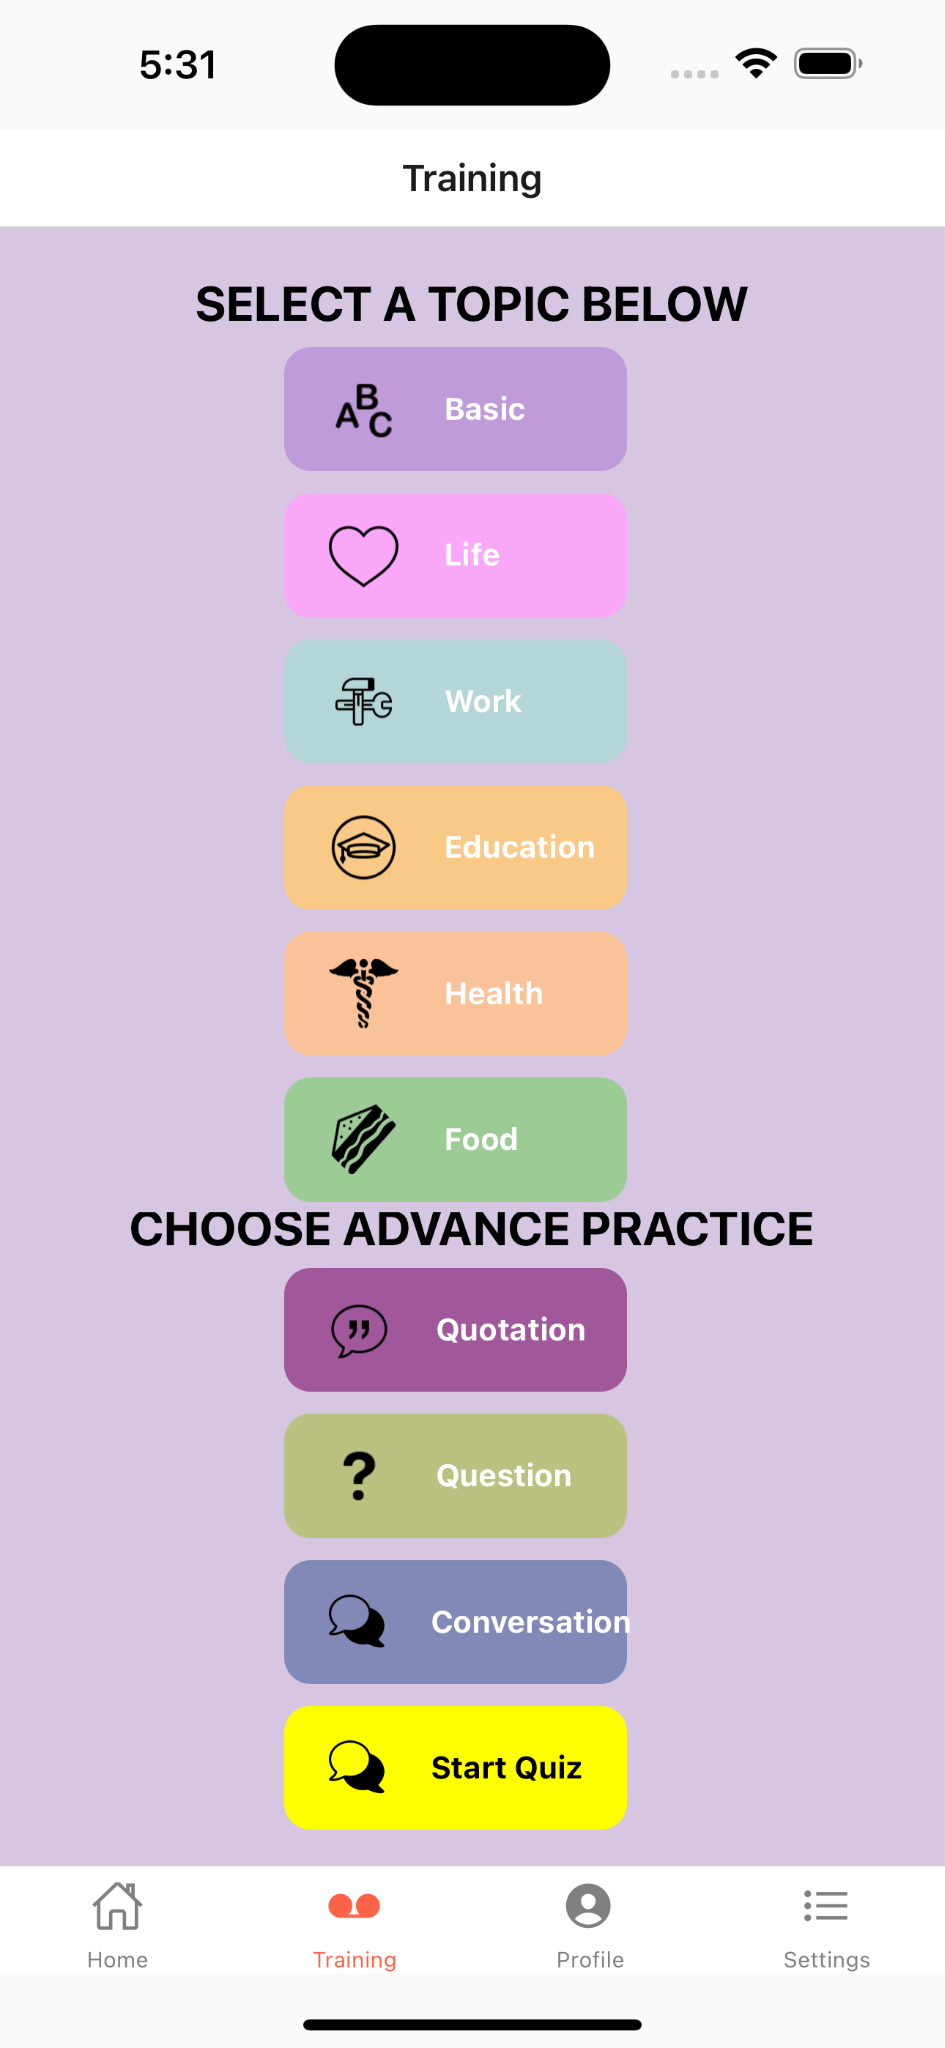 5:31
Training
SELECT A TOPIC BELOW
ABC Basic
Life
Work
Education
Health
Food
CHOOSE ADVANCE PRACTICE
" Quotation
? Question
Conversation
Start Quiz
Home Training Profile Settings